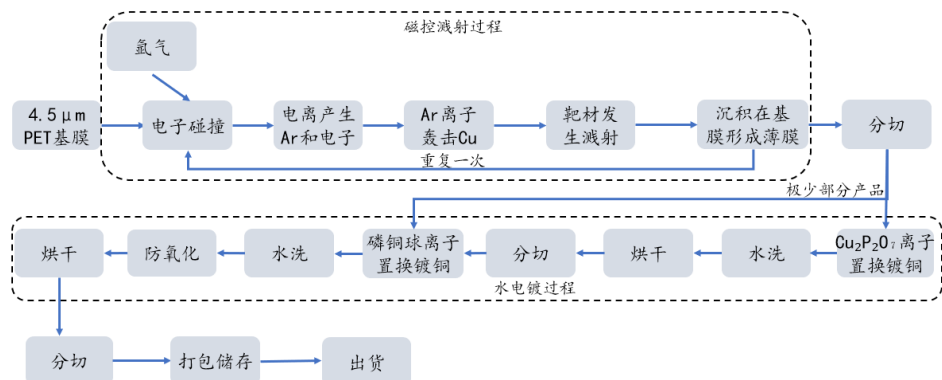 磁控溅射过程
氩气
4.5μm
PET基膜
电子碰撞
电离产生
Ar和电子
Ar离子
轰击Cu
靶材发
生溅射
沉积在基
膜形成薄膜
分切
重复一次
极少部分产品
烘干
防氧化
水洗
磷铜球离子
置换镀铜
分切
烘干
水洗
Cu₂P₂O₇离子
置换镀铜
水电镀过程
分切
打包储存
出货